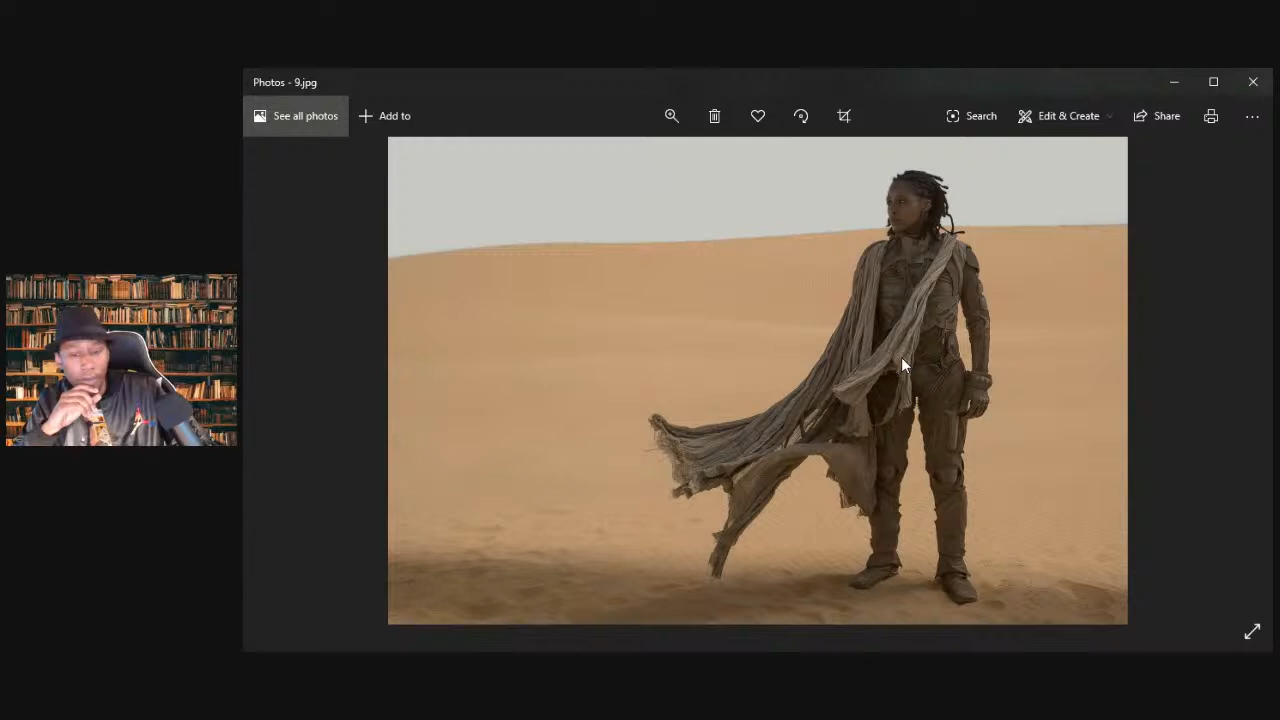 Photos - 9.jpg
See all photos
Add to
Search
Edit & Create
Share